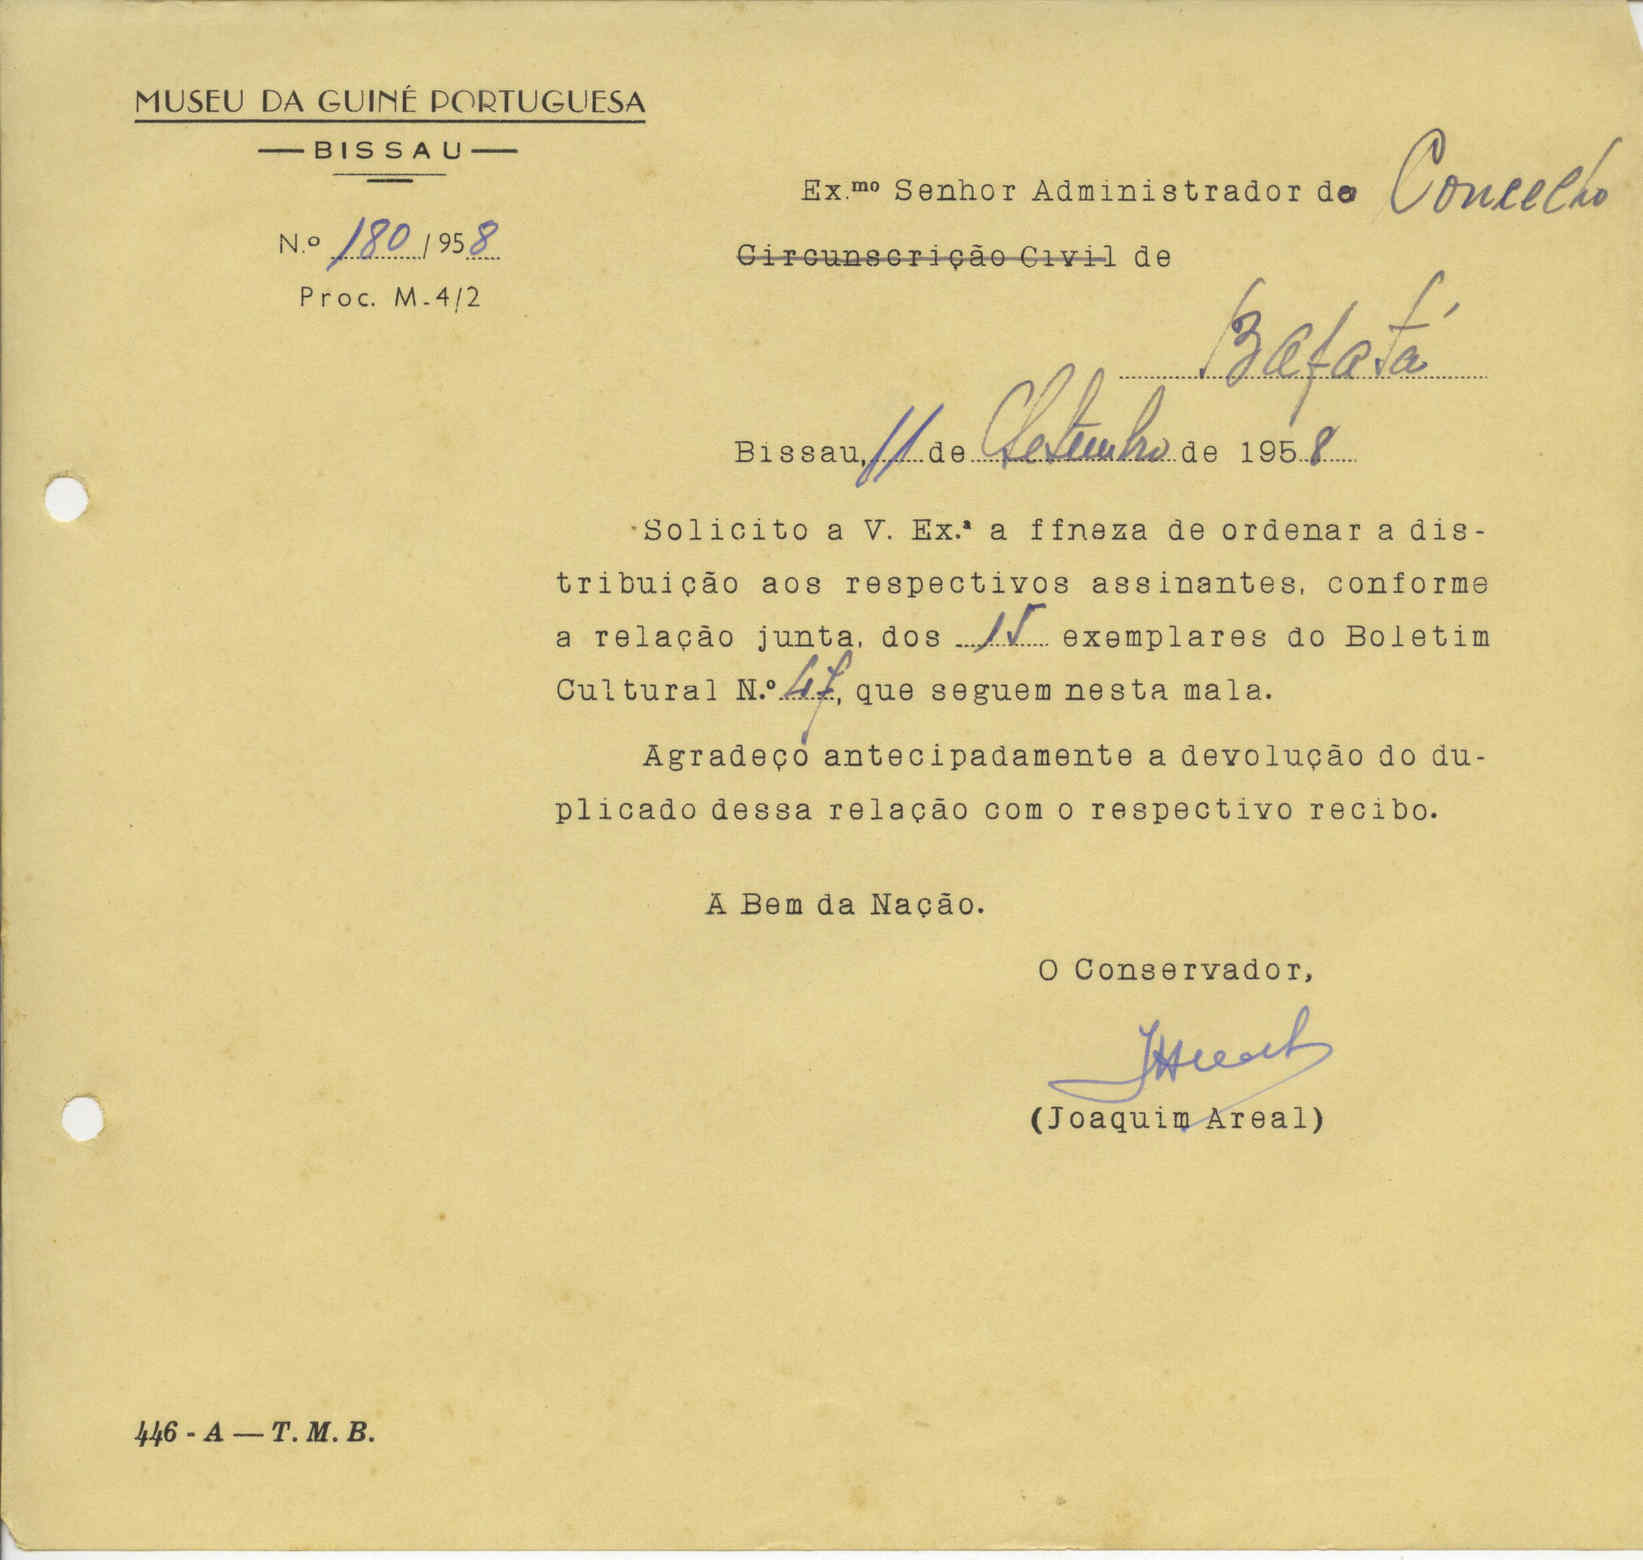 MUSEU DA GUINÉ PORTUGUESA
— BISSAU —
N.º 180/958
Proc. M-4/2
Ex.mo Senhor Administrador do Concelho
Circunscrição Civil de
Bafatá
Bissau, 11 de Setembro de 1958
Solicito a V. Ex.ª a ffneza de ordenar a dis-
tribuição aos respectivos assinantes, conforme
a relação junta, dos 15 exemplares do Boletim
Cultural N.º 47, que seguem nesta mala.
Agradeço antecipadamente a devolução do du-
plicado dessa relação com o respectivo recibo.
A Bem da Nação.
O Conservador,
(Joaquim Areal)
446 - A — T. M. B.